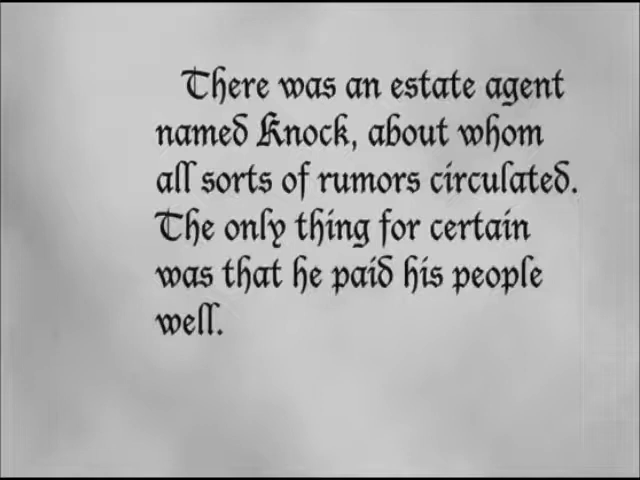 There was an estate agent
named Knock, about whom
all sorts of rumors circulated.
The only thing for certain
was that he paid his people
well.